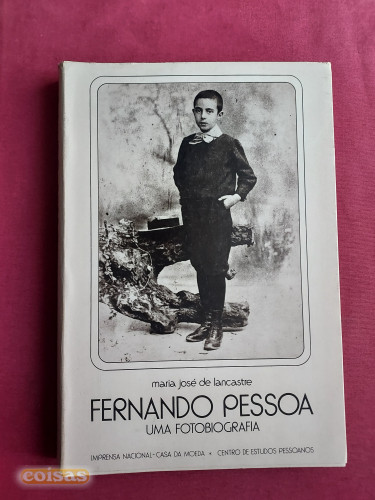 maria josé de lancastre
FERNANDO PESSOA
UMA FOTOBIOGRAFIA
IMPRENSA NACIONAL-CASA DA MOEDA • CENTRO DE ESTUDOS PESSOANOS
coisas